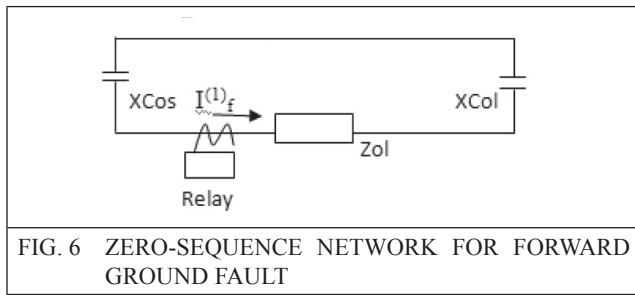 XCos
I(1)f
XCol
Zol
Relay
FIG. 6 ZERO-SEQUENCE NETWORK FOR FORWARD
GROUND FAULT